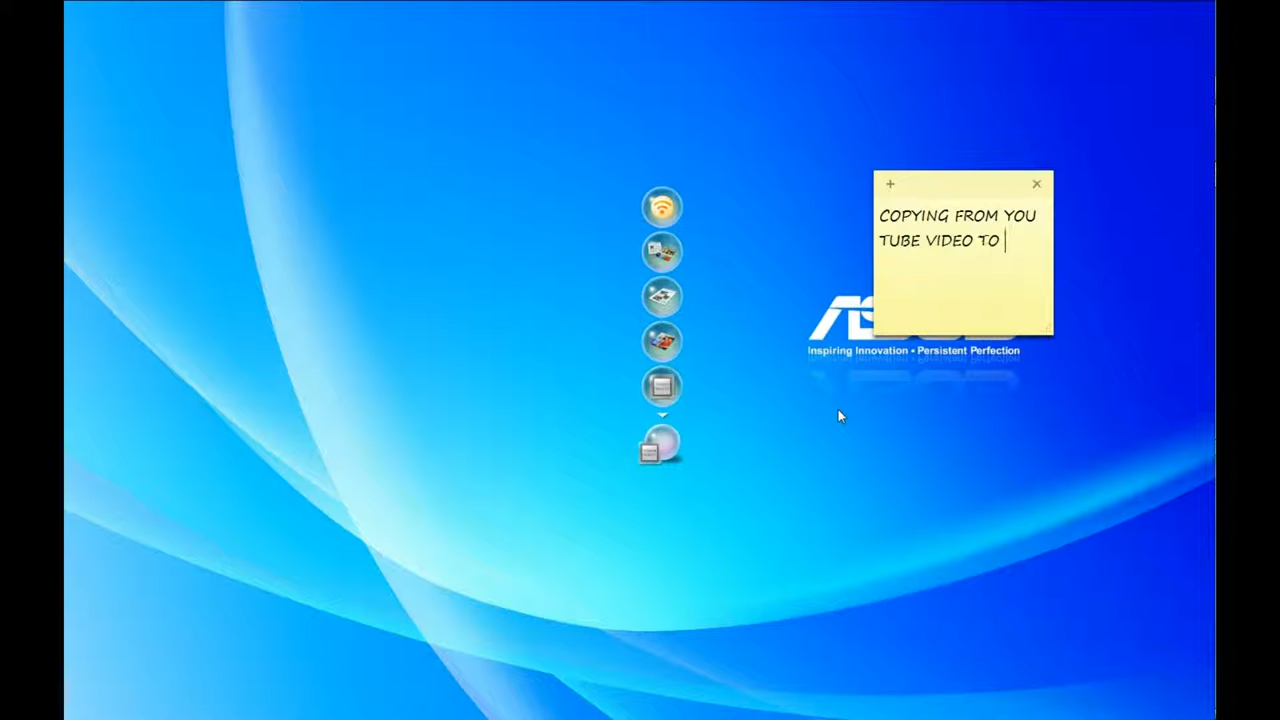 COPYING FROM YOU
TUBE VIDEO TO
Inspiring Innovation • Persistent Perfection